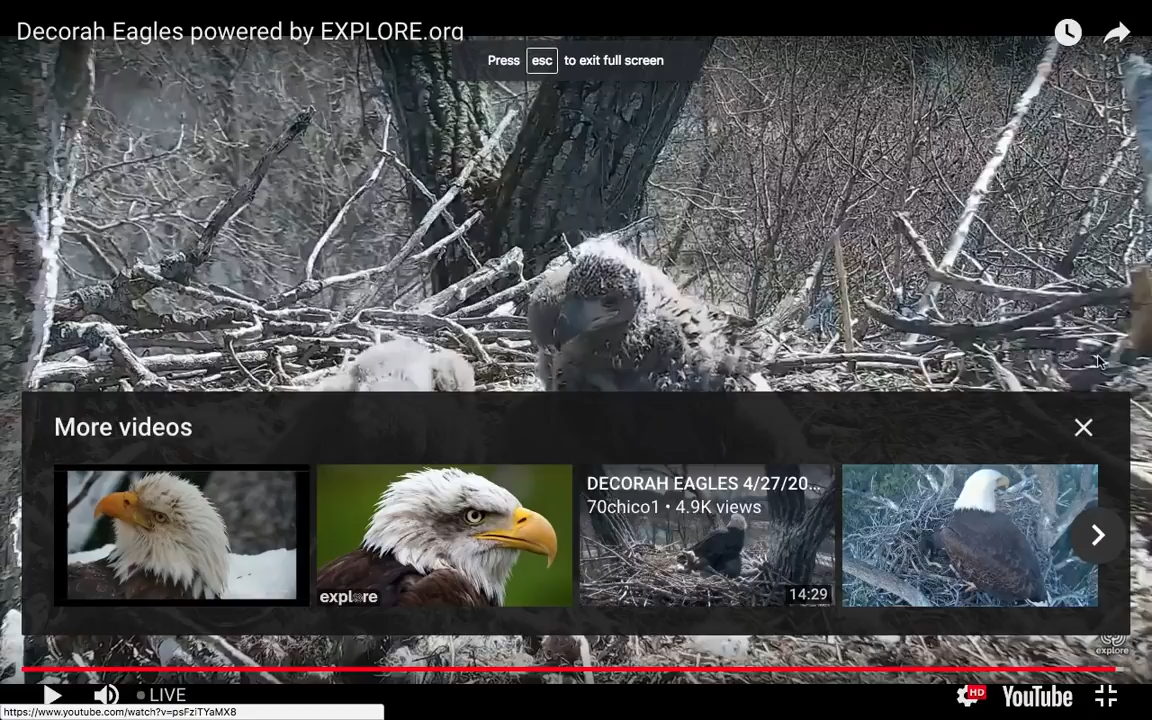 Decorah Eagles powered by EXPLORE.org
Press esc to exit full screen
More videos
DECORAH EAGLES 4/27/20...
70chico1 • 4.9K views
explore
14:29
explore
LIVE
HD
YouTube
https://www.youtube.com/watch?v=psFziTYaMX8